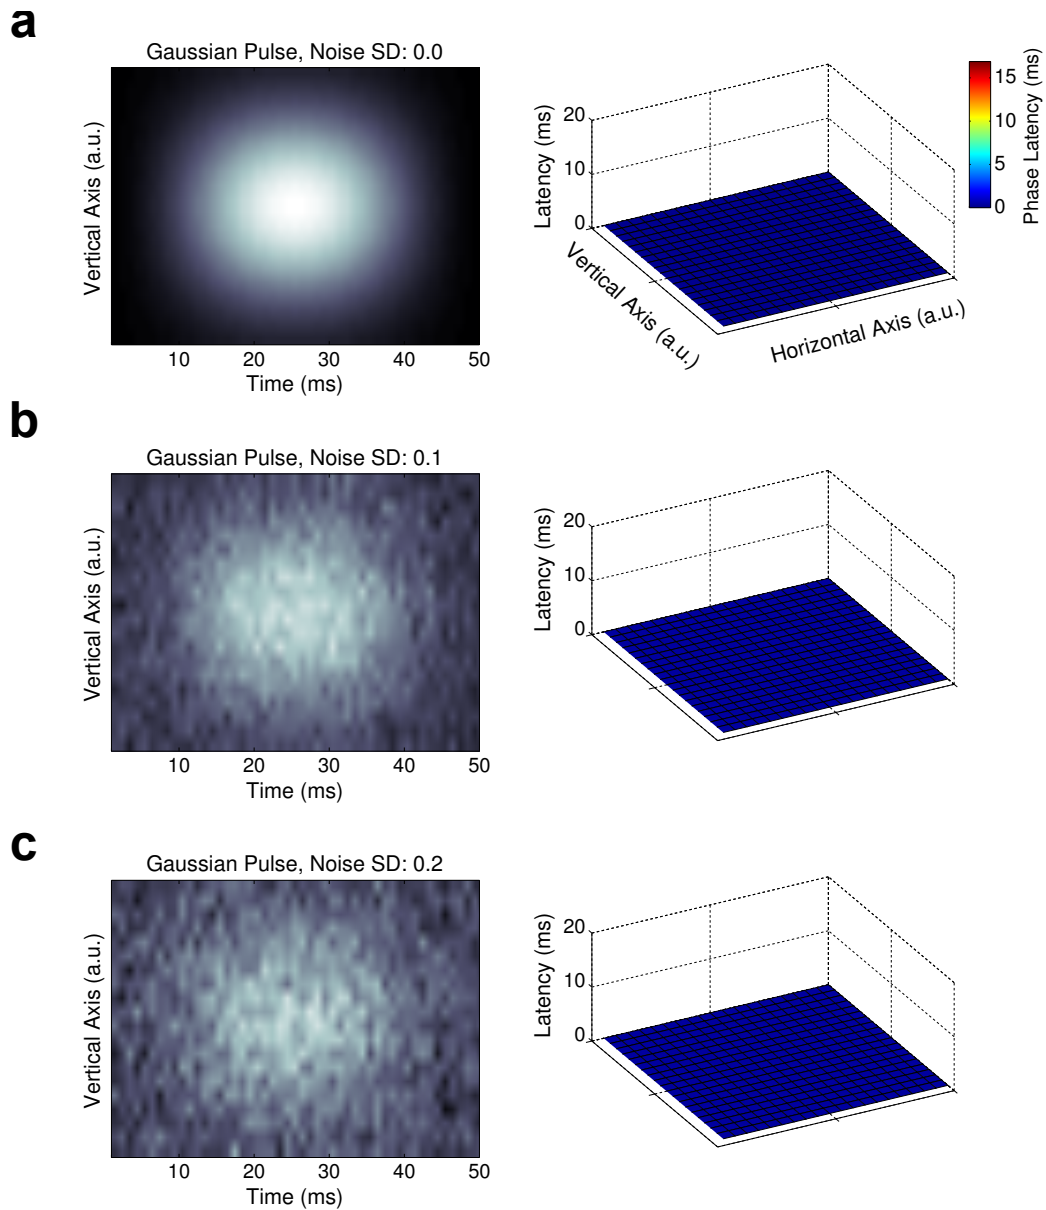 a
Gaussian Pulse, Noise SD: 0.0
Vertical Axis (a.u.)
10 20 30 40 50
Time (ms)
20
10
0
Latency (ms)
Vertical Axis (a.u.)
Horizontal Axis (a.u.)
15
10
5
0
Phase Latency (ms)
b
Gaussian Pulse, Noise SD: 0.1
Vertical Axis (a.u.)
10 20 30 40 50
Time (ms)
20
10
0
Latency (ms)
c
Gaussian Pulse, Noise SD: 0.2
Vertical Axis (a.u.)
10 20 30 40 50
Time (ms)
20
10
0
Latency (ms)